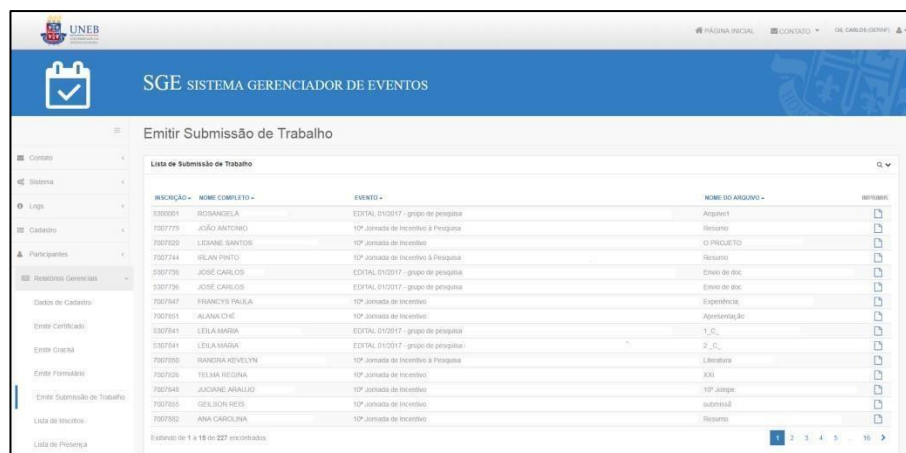 UNEB
PÁGINA INICIAL CONTATO
SGE SISTEMA GERENCIADOR DE EVENTOS
Emitir Submissão de Trabalho
Contato
Sistema
Logs
Cadastro
Participantes
Relatórios Gerenciais
Dados de Cadastro
Emitir Certificado
Emitir Crachá
Emitir Formulário
Emitir Submissão de Trabalho
Lista de Inscritos
Lista de Presença
Lista de Submissão de Trabalho
INSCRIÇÃO NOME COMPLETO EVENTO NOME DO ARQUIVO IMPRIMIR
5300001 ROSANGELA EDITAL 01/2017 - grupo de pesquisa Arquivo1
7007775 JOÃO ANTONIO 10ª Jornada de Incentivo à Pesquisa Resumo
7007820 LIDIANE SANTOS 10ª Jornada de Incentivo O PROJETO
7007744 IRLAN PINTO 10ª Jornada de Incentivo à Pesquisa Resumo
5307736 JOSÉ CARLOS EDITAL 01/2017 - grupo de pesquisa Envio de doc
5307736 JOSÉ CARLOS EDITAL 01/2017 - grupo de pesquisa Envio de doc
7007847 FRANCYS PAULA 10ª Jornada de Incentivo Experiência
7007851 ALANA CHÉ 10ª Jornada de Incentivo Apresentação
5307841 LEILA MARIA EDITAL 01/2017 - grupo de pesquisa 1_C_
5307841 LEILA MARIA EDITAL 01/2017 - grupo de pesquisa 2_C_
7007850 RANDRA KEVELYN 10ª Jornada de Incentivo à Pesquisa Literatura
7007826 TELMA REGINA 10ª Jornada de Incentivo XXI
7007848 JUCIANE ARAUJO 10ª Jornada de Incentivo
7007855 GEILSON REIS 10ª Jornada de Incentivo submissã
7007882 ANA CAROLINA 10ª Jornada de Incentivo Resumo
Exibindo de 1 a 15 de 227 encontrados
1 2 3 4 5 ... 16